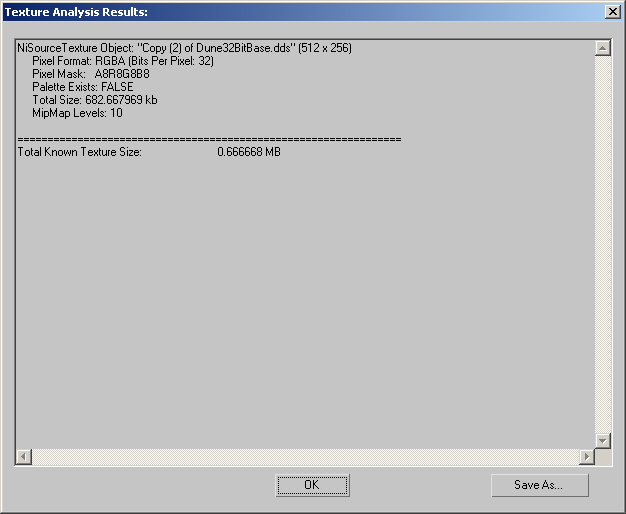 Texture Analysis Results:
NiSourceTexture Object: "Copy (2) of Dune32BitBase.dds" (512 x 256)
Pixel Format: RGBA (Bits Per Pixel: 32)
Pixel Mask: A8R8G8B8
Palette Exists: FALSE
Total Size: 682.667969 kb
MipMap Levels: 10
================================================================
Total Known Texture Size: 0.666668 MB
OK Save As...